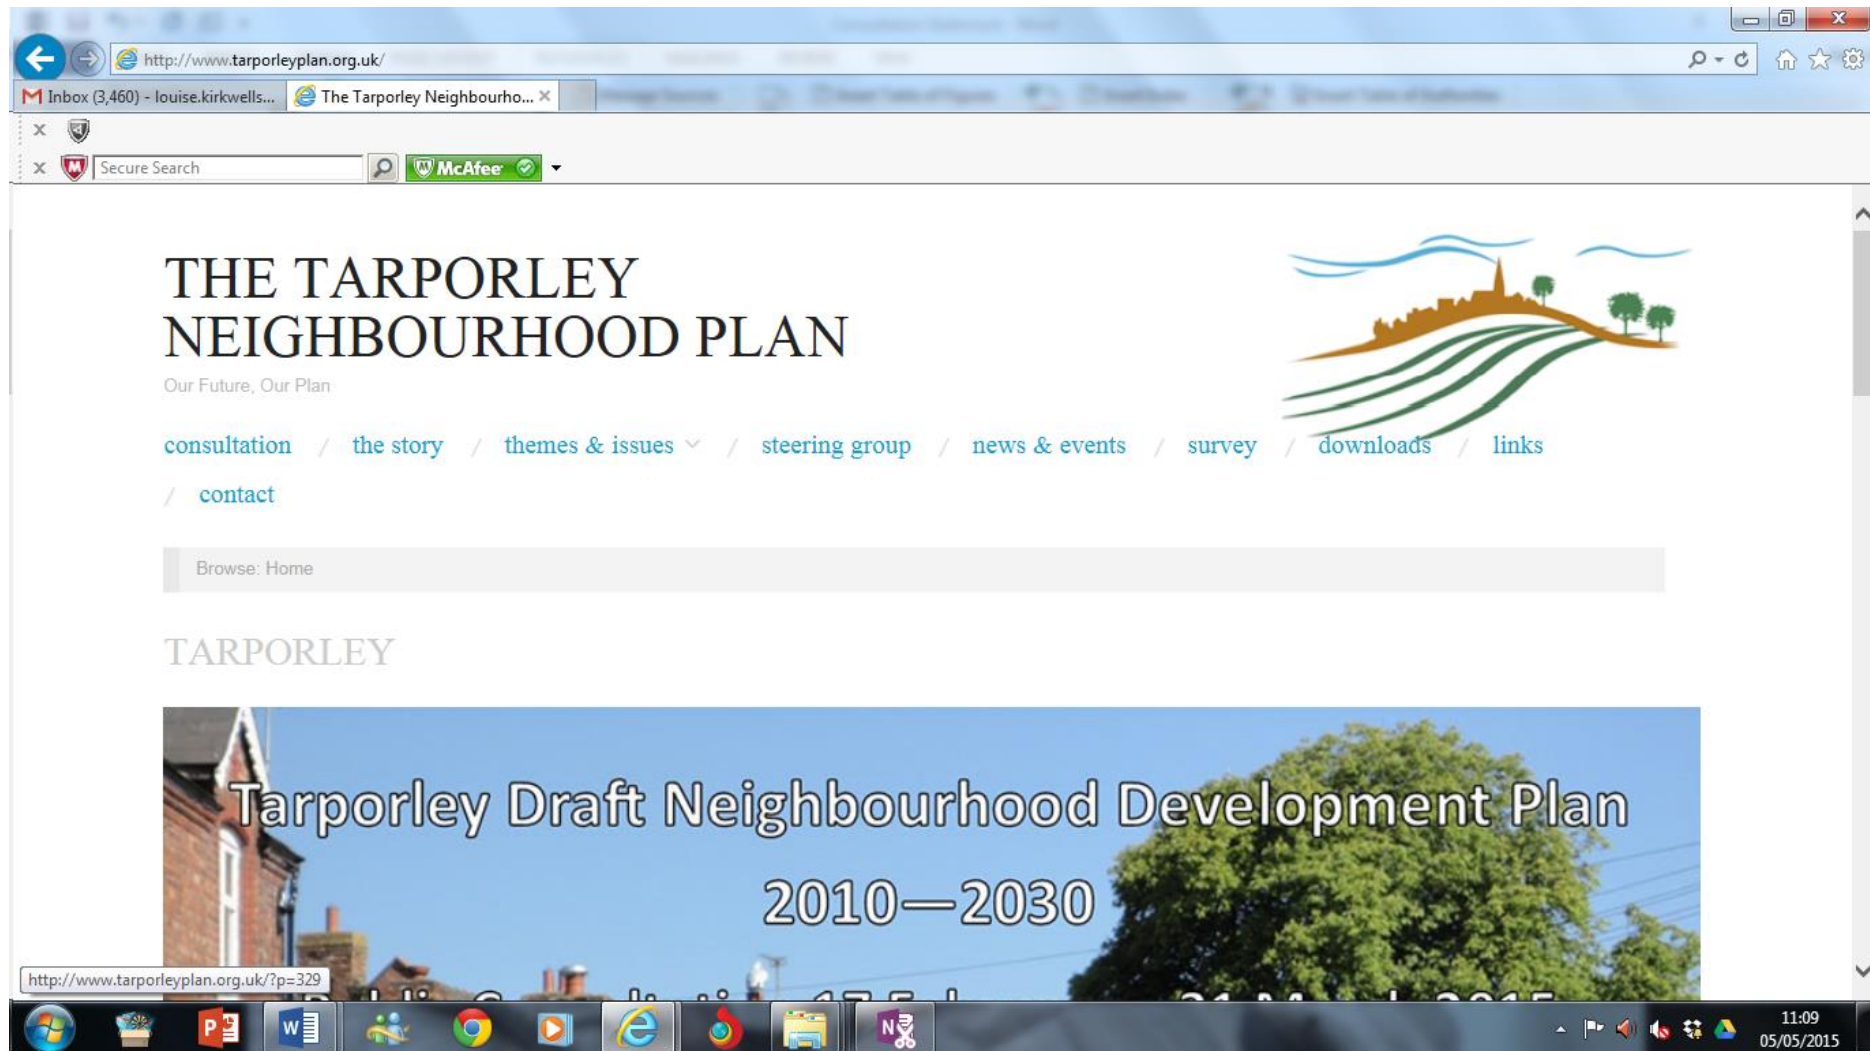 http://www.tarporleyplan.org.uk/
Inbox (3,460) - louise.kirkwells...
The Tarporley Neighbourho...
Secure Search
McAfee
THE TARPORLEY
NEIGHBOURHOOD PLAN
Our Future, Our Plan
consultation / the story / themes & issues / steering group / news & events / survey / downloads / links
/ contact
Browse: Home
TARPORLEY
Tarporley Draft Neighbourhood Development Plan
2010—2030
http://www.tarporleyplan.org.uk/?p=329
11:09
05/05/2015